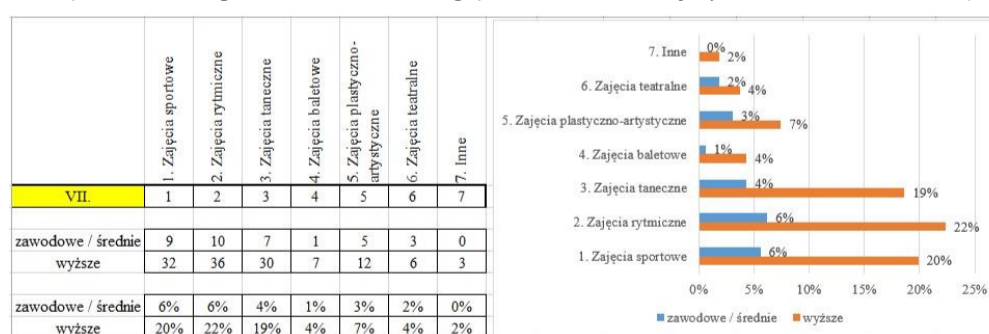 1. Zajęcia sportowe
2. Zajęcia rytmiczne
3. Zajęcia taneczne
4. Zajęcia baletowe
5. Zajęcia plastyczno-
artystyczne
6. Zajęcia teatralne
7. Inne
VII. 1 2 3 4 5 6 7
zawodowe / średnie 9 10 7 1 5 3 0
wyższe 32 36 30 7 12 6 3
zawodowe / średnie 6% 6% 4% 1% 3% 2% 0%
wyższe 20% 22% 19% 4% 7% 4% 2%
7. Inne 0% 2%
6. Zajęcia teatralne 2% 4%
5. Zajęcia plastyczno-artystyczne 3% 7%
4. Zajęcia baletowe 1% 4%
3. Zajęcia taneczne 4% 19%
2. Zajęcia rytmiczne 6% 22%
1. Zajęcia sportowe 6% 20%
0% 5% 10% 15% 20% 25%
zawodowe / średnie wyższe